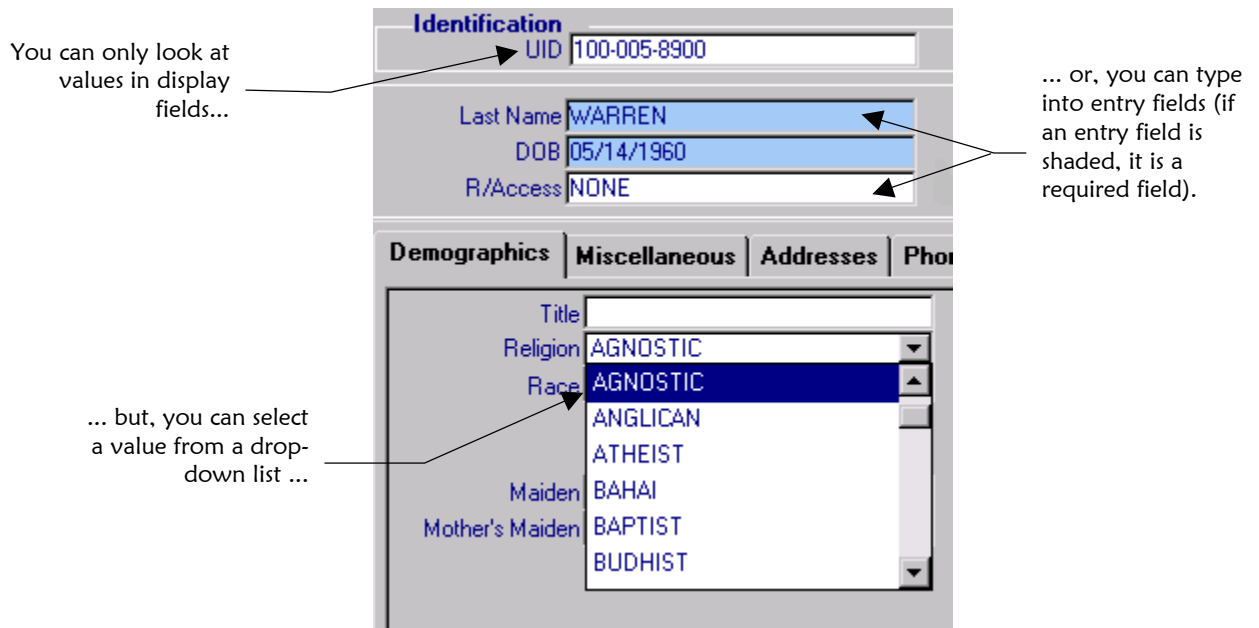 You can only look at
values in display
fields...
Identification
UID 100-005-8900
Last Name WARREN
DOB 05/14/1960
R/Access NONE
... or, you can type
into entry fields (if
an entry field is
shaded, it is a
required field).
Demographics Miscellaneous Addresses Phon
Title
Religion AGNOSTIC
Race AGNOSTIC
ANGLICAN
ATHEIST
Maiden BAHAI
Mother's Maiden BAPTIST
BUDHIST
... but, you can select
a value from a drop-
down list ...